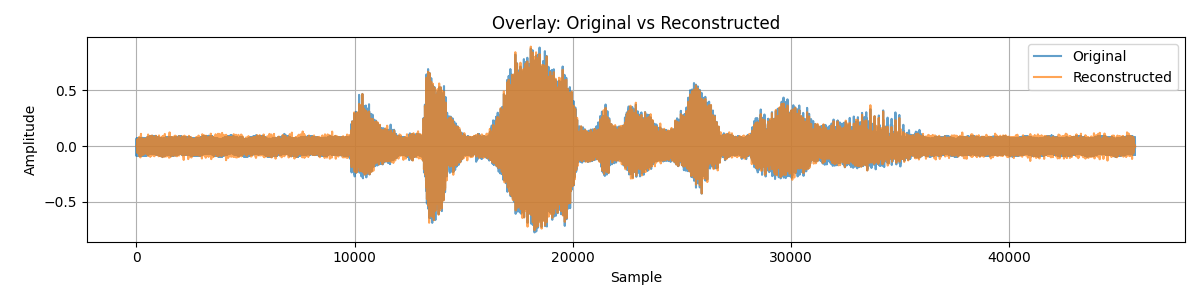 Overlay: Original vs Reconstructed
Original
Reconstructed
Amplitude
0.5
0.0
−0.5
0 10000 20000 30000 40000
Sample